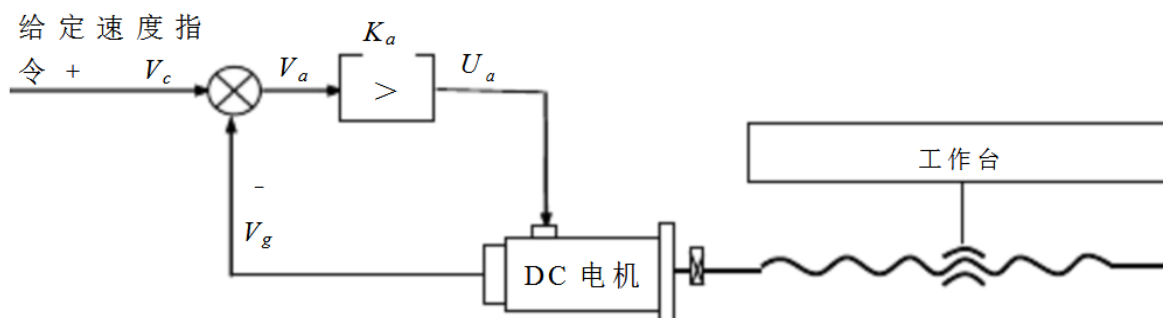 给定速度指
令 + V_c
V_a
K_a
>
U_a
-
V_g
DC 电机
工作台